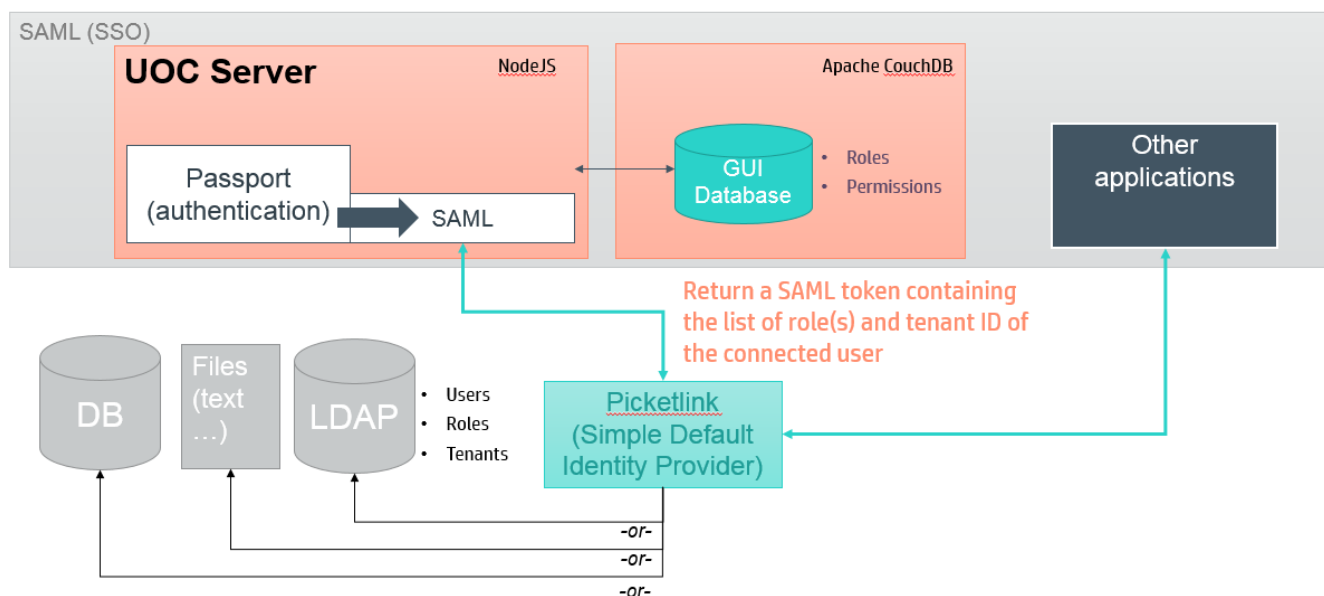 SAML (SSO)
UOC Server
NodeJS
Passport
(authentication)
SAML
Apache CouchDB
GUI
Database
• Roles
• Permissions
Other
applications
Return a SAML token containing
the list of role(s) and tenant ID of
the connected user
DB
Files
(text
...)
LDAP
• Users
• Roles
• Tenants
Picketlink
(Simple Default
Identity Provider)
-or-
-or-
-or-